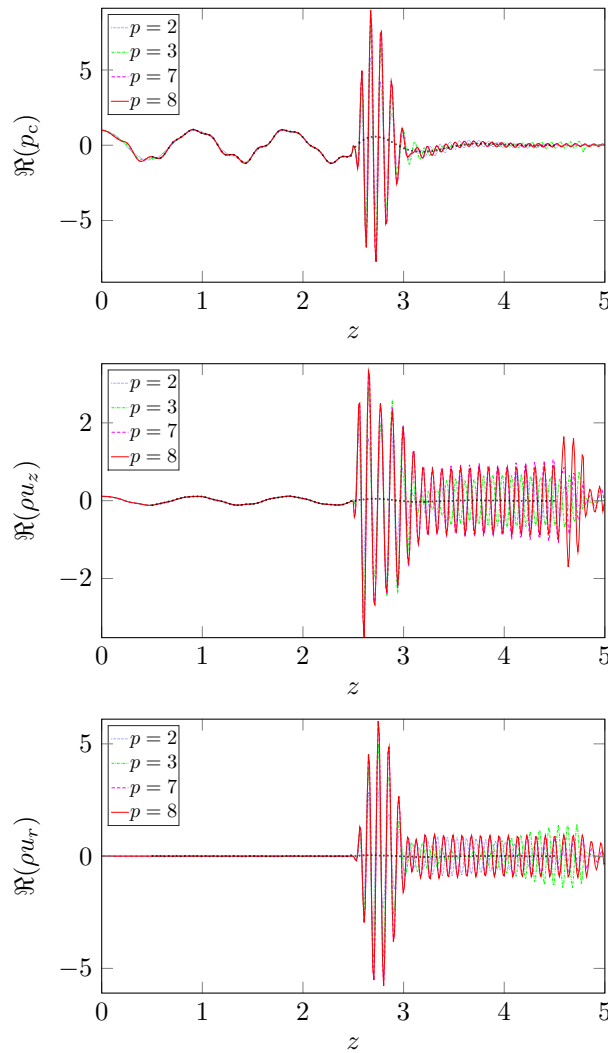 ℜ(p_c)
5
0
−5
p = 2
p = 3
p = 7
p = 8
0 1 2 3 4 5
z
ℜ(ρu_z)
2
0
−2
p = 2
p = 3
p = 7
p = 8
0 1 2 3 4 5
z
ℜ(ρu_r)
5
0
−5
p = 2
p = 3
p = 7
p = 8
0 1 2 3 4 5
z